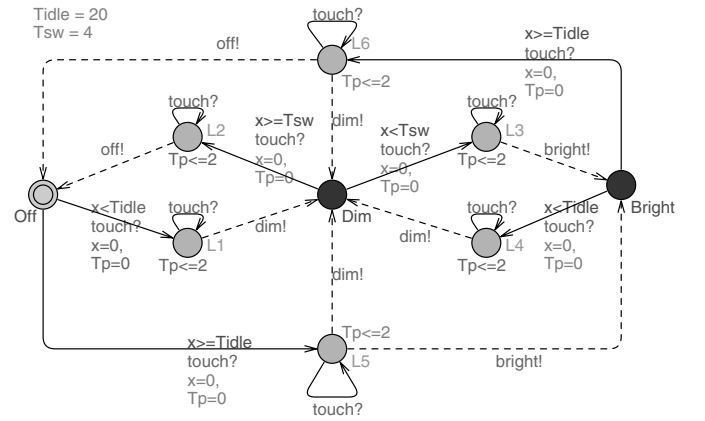 Tidle = 20
Tsw = 4
touch?
L6
off!
Tp<=2
x>=Tidle
touch?
x=0,
Tp=0
touch?
L2
Tp<=2
off!
x>=Tsw
touch?
x=0,
Tp=0
dim!
x<Tsw
touch?
x=0,
Tp=0
touch?
L3
Tp<=2
bright!
Off
Dim
Bright
x<Tidle
touch?
x=0,
Tp=0
touch?
L1
Tp<=2
dim!
dim!
touch?
L4
Tp<=2
x<Tidle
touch?
x=0,
Tp=0
dim!
x>=Tidle
touch?
x=0,
Tp=0
Tp<=2
L5
touch?
bright!